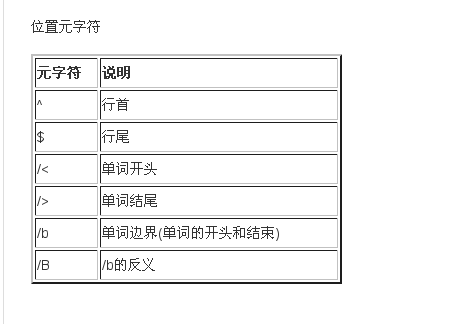 位置元字符
元字符 说明
^ 行首
$ 行尾
/< 单词开头
/> 单词结尾
/b 单词边界(单词的开头和结束)
/B /b的反义